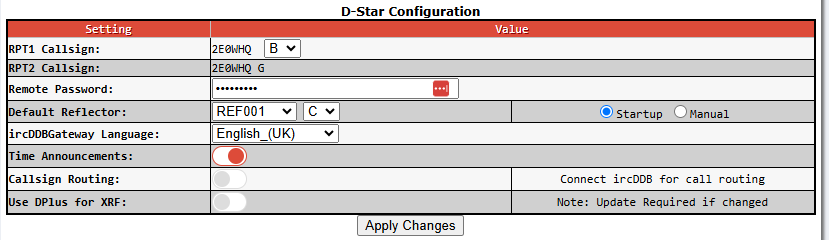 D-Star Configuration
Setting Value
RPT1 Callsign: 2E0WHQ B
RPT2 Callsign: 2E0WHQ G
Remote Password: •••••••••
Default Reflector: REF001 C Startup Manual
ircDDBGateway Language: English_(UK)
Time Announcements:
Callsign Routing: Connect ircDDB for call routing
Use DPlus for XRF: Note: Update Required if changed
Apply Changes